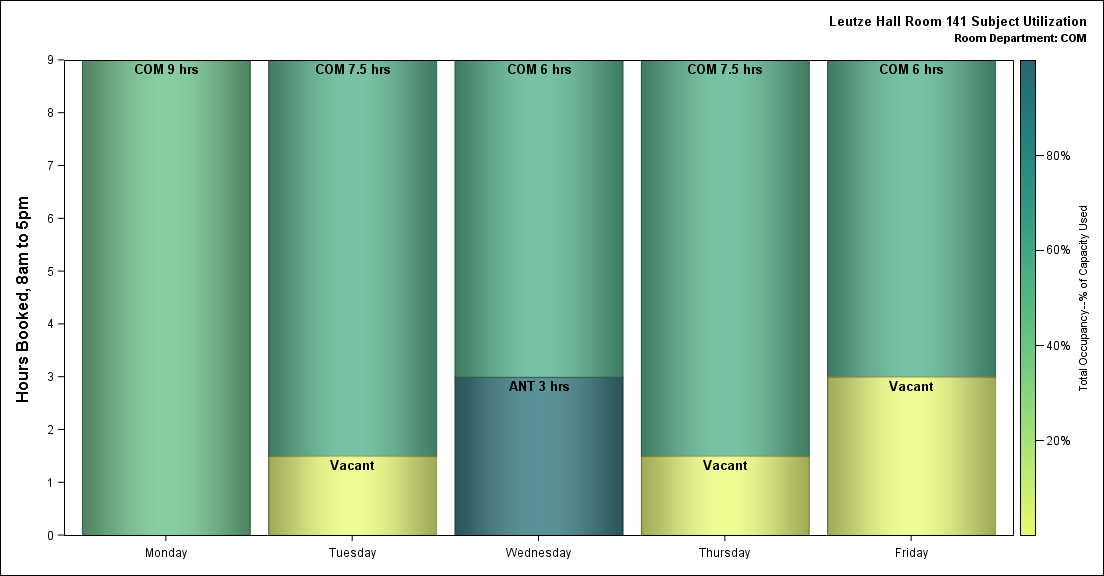 Leutze Hall Room 141 Subject Utilization
Room Department: COM
Hours Booked, 8am to 5pm
9
8
7
6
5
4
3
2
1
0
COM 9 hrs
COM 7.5 hrs
COM 6 hrs
COM 7.5 hrs
COM 6 hrs
ANT 3 hrs
Vacant
Vacant
Vacant
Monday
Tuesday
Wednesday
Thursday
Friday
80%
60%
40%
20%
Total Occupancy--% of Capacity Used